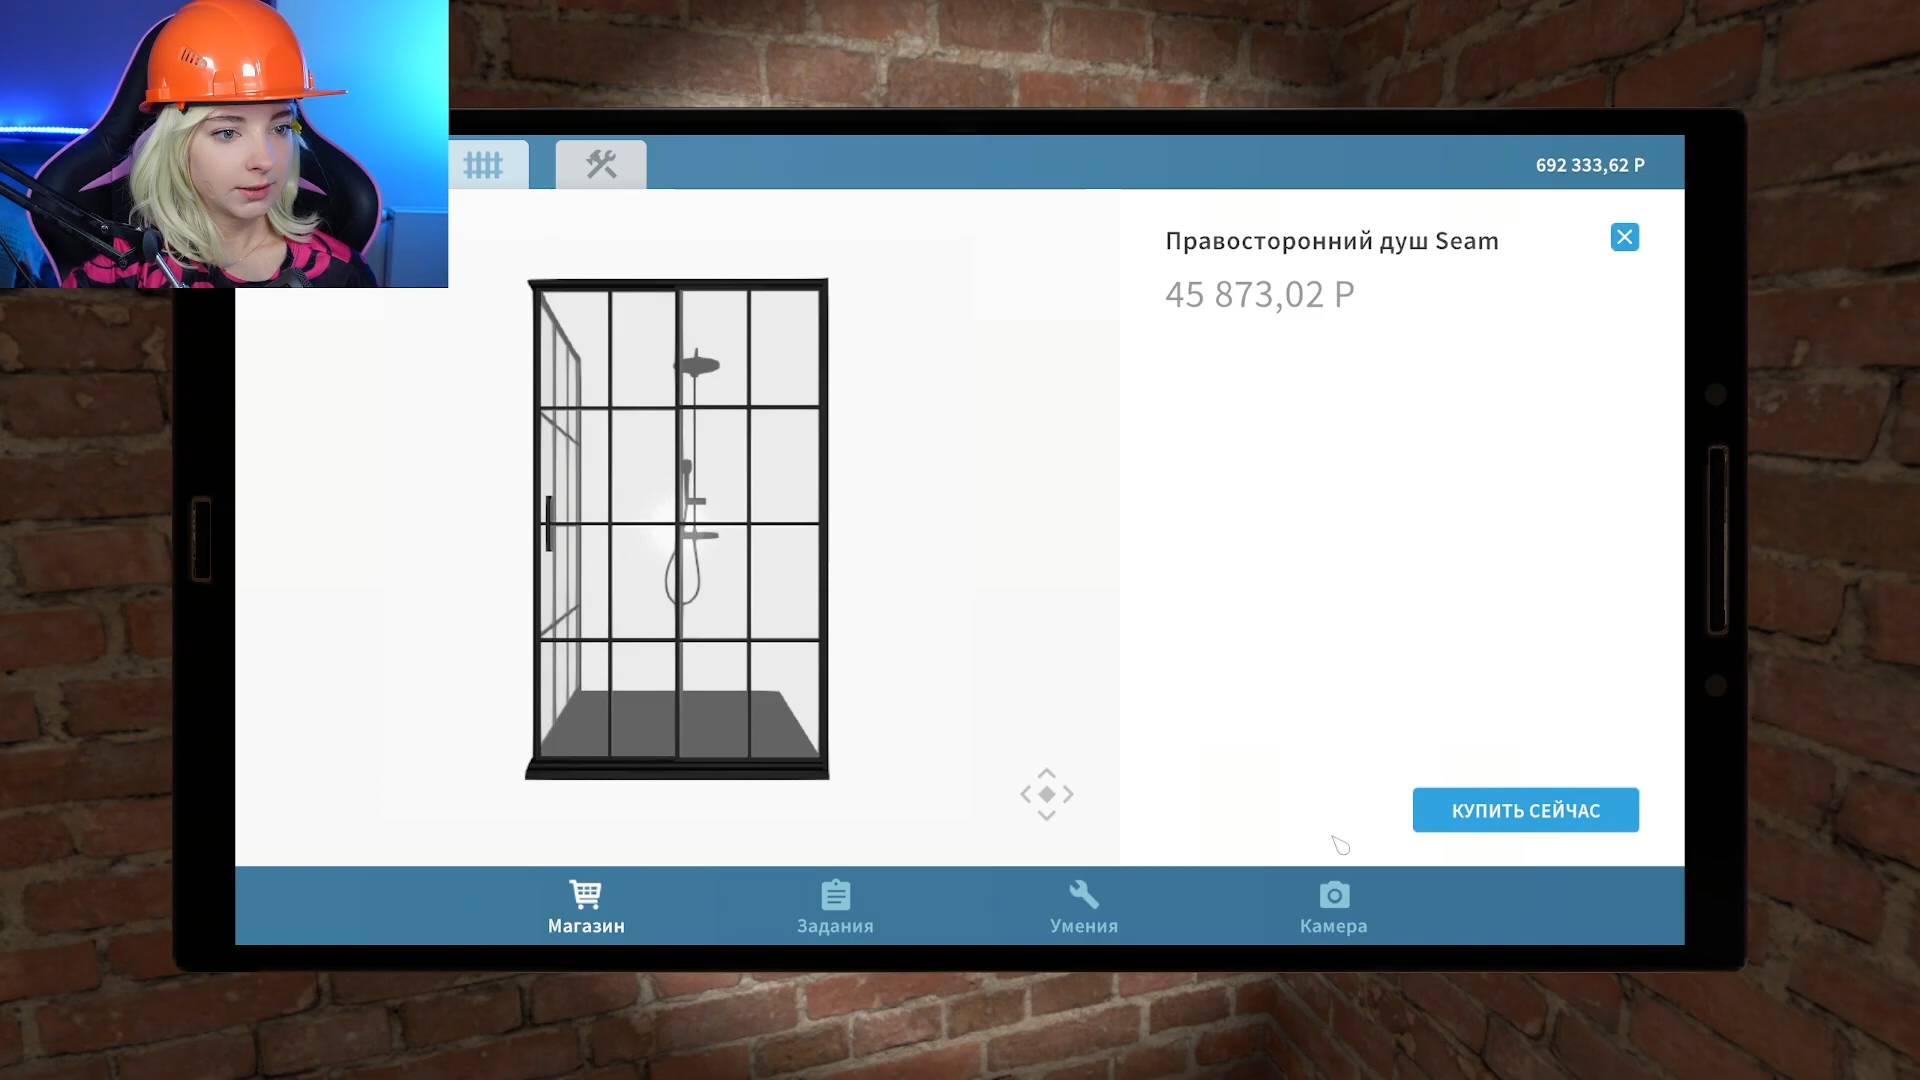 692 333,62 Р
Правосторонний душ Seam
45 873,02 Р
КУПИТЬ СЕЙЧАС
Магазин
Задания
Умения
Камера